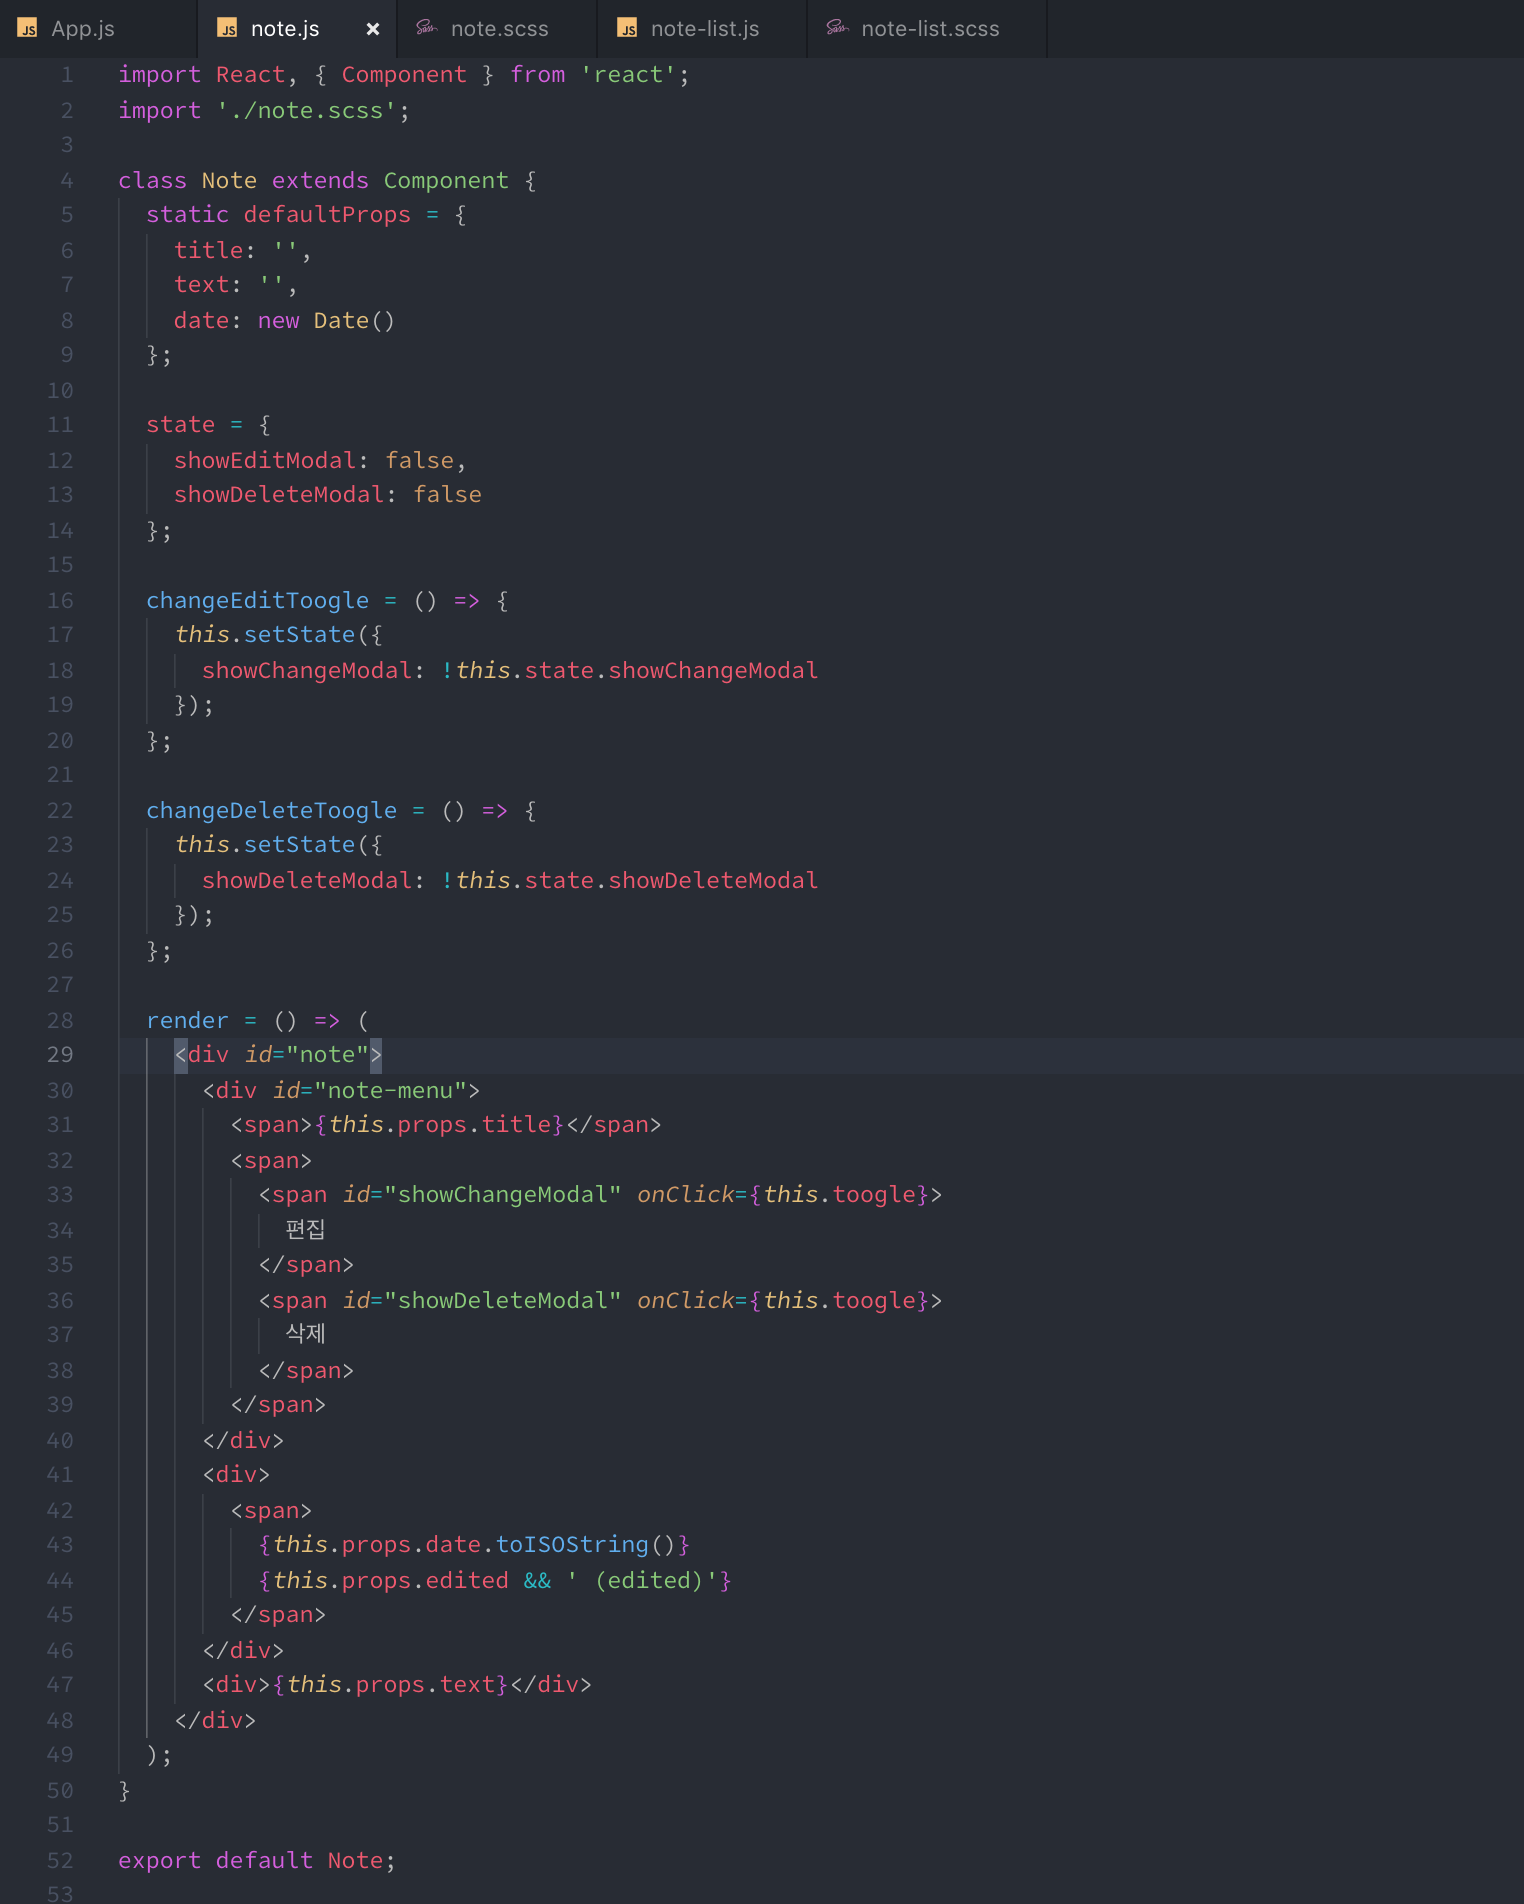 App.js note.js × note.scss note-list.js note-list.scss
1 import React, { Component } from 'react';
2 import './note.scss';
3
4 class Note extends Component {
5   static defaultProps = {
6     title: '',
7     text: '',
8     date: new Date()
9   };
10
11   state = {
12     showEditModal: false,
13     showDeleteModal: false
14   };
15
16   changeEditToogle = () => {
17     this.setState({
18       showChangeModal: !this.state.showChangeModal
19     });
20   };
21
22   changeDeleteToogle = () => {
23     this.setState({
24       showDeleteModal: !this.state.showDeleteModal
25     });
26   };
27
28   render = () => (
29     <div id="note">
30       <div id="note-menu">
31         <span>{this.props.title}</span>
32         <span>
33           <span id="showChangeModal" onClick={this.toogle}>
34             편집
35           </span>
36           <span id="showDeleteModal" onClick={this.toogle}>
37             삭제
38           </span>
39         </span>
40       </div>
41       <div>
42         <span>
43           {this.props.date.toISOString()}
44           {this.props.edited && ' (edited)'}
45         </span>
46       </div>
47       <div>{this.props.text}</div>
48     </div>
49   );
50 }
51
52 export default Note;
53